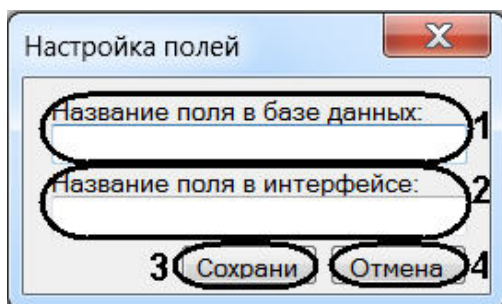 Настройка полей
Название поля в базе данных: 1
Название поля в интерфейсе: 2
3 Сохрани Отмена 4